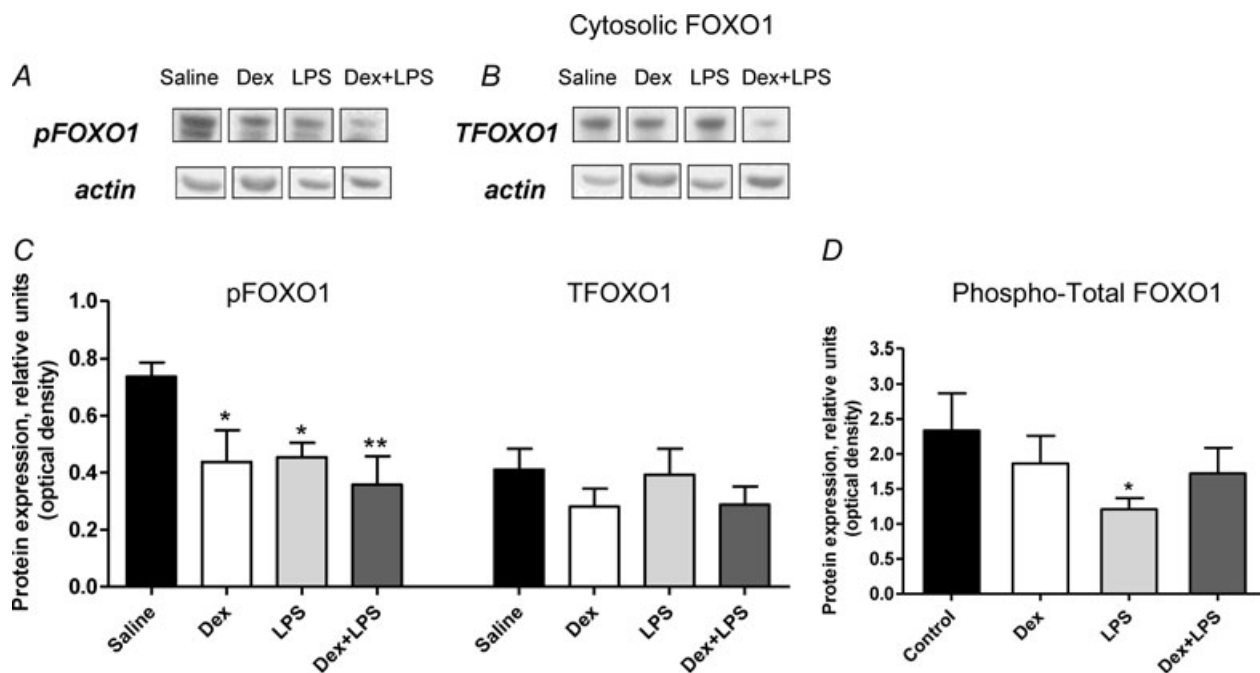 Cytosolic FOXO1
A
Saline Dex LPS Dex+LPS
pFOXO1
actin
B
Saline Dex LPS Dex+LPS
TFOXO1
actin
C
pFOXO1
TFOXO1
Protein expression, relative units
(optical density)
1.0
0.8
0.6
0.4
0.2
0.0
*
*
**
Saline
Dex
LPS
Dex+LPS
Saline
Dex
LPS
Dex+LPS
D
Phospho-Total FOXO1
Protein expression, relative units
(optical density)
3.5
3.0
2.5
2.0
1.5
1.0
0.5
0.0
*
Control
Dex
LPS
Dex+LPS